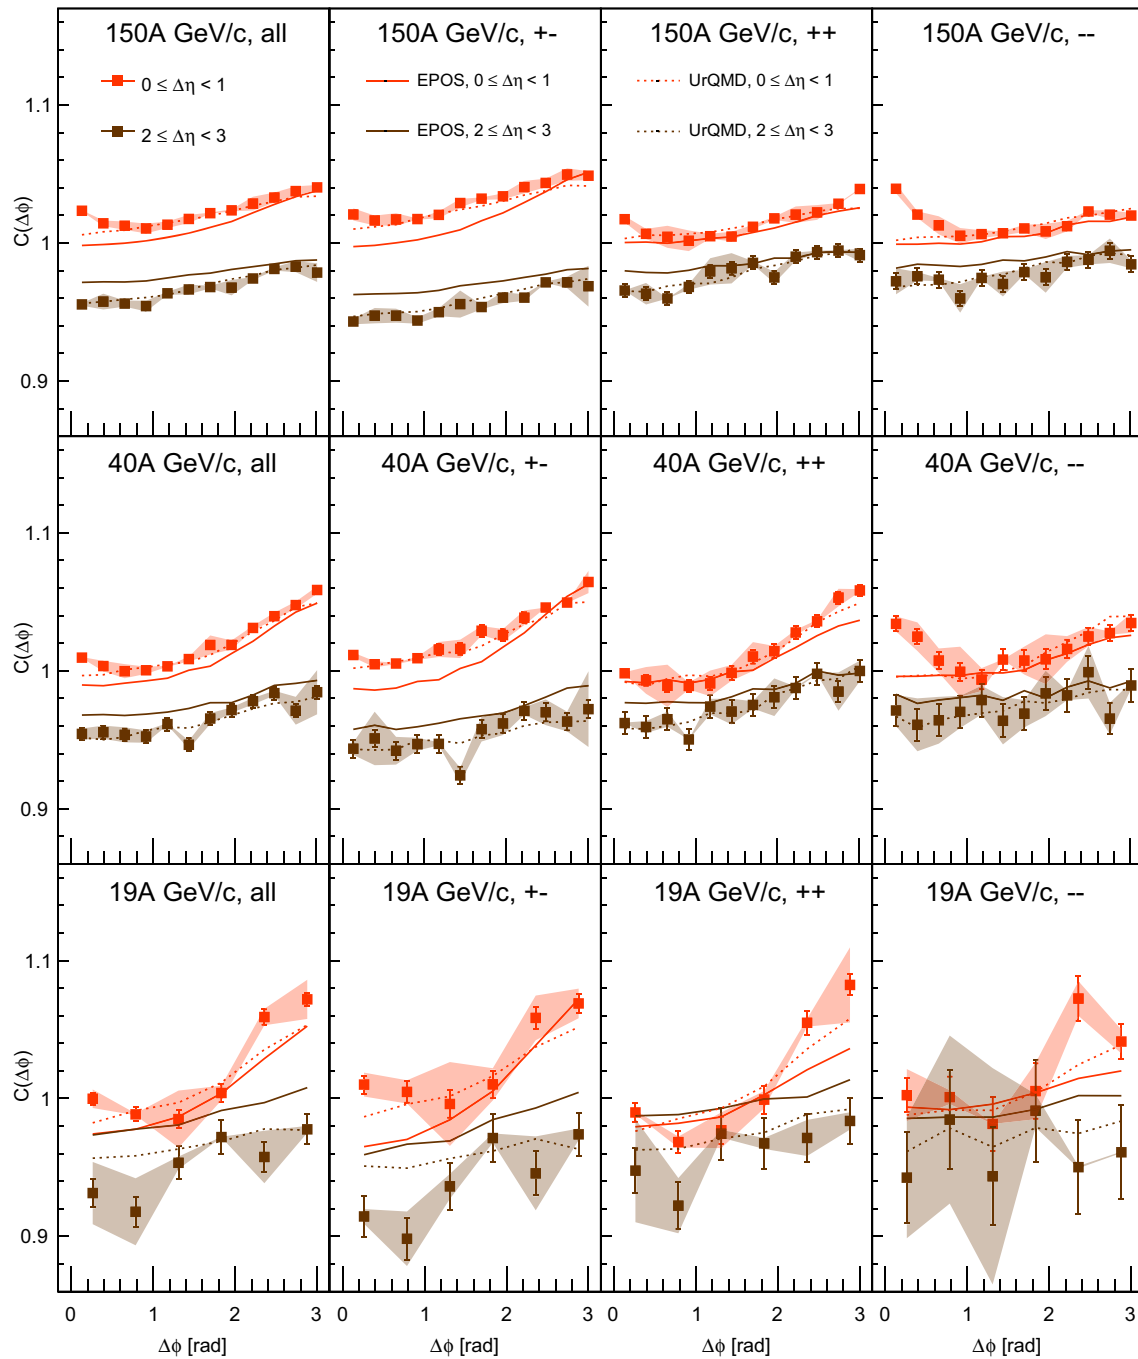 150A GeV/c, all
150A GeV/c, +-
150A GeV/c, ++
150A GeV/c, --
0 ≤ Δη < 1
2 ≤ Δη < 3
EPOS, 0 ≤ Δη < 1
EPOS, 2 ≤ Δη < 3
UrQMD, 0 ≤ Δη < 1
UrQMD, 2 ≤ Δη < 3
C(Δϕ)
1.1
1
0.9
40A GeV/c, all
40A GeV/c, +-
40A GeV/c, ++
40A GeV/c, --
C(Δϕ)
1.1
1
0.9
19A GeV/c, all
19A GeV/c, +-
19A GeV/c, ++
19A GeV/c, --
C(Δϕ)
1.1
1
0.9
0 1 2 3
0 1 2 3
0 1 2 3
0 1 2 3
Δϕ [rad]
Δϕ [rad]
Δϕ [rad]
Δϕ [rad]